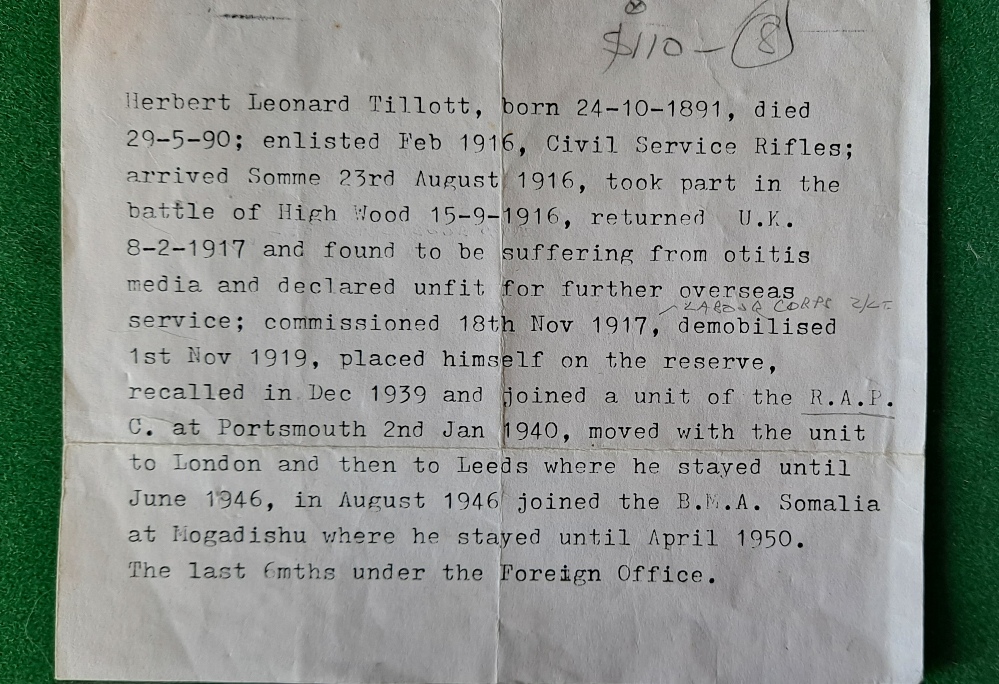 $110 – 8
Herbert Leonard Tillott, born 24-10-1891, died
29-5-90; enlisted Feb 1916, Civil Service Rifles;
arrived Somme 23rd August 1916, took part in the
battle of High Wood 15-9-1916, returned U.K.
8-2-1917 and found to be suffering from otitis
media and declared unfit for further overseas
LABOUR CORPS 2/LT
service; commissioned 18th Nov 1917, demobilised
1st Nov 1919, placed himself on the reserve,
recalled in Dec 1939 and joined a unit of the R.A.P.
C. at Portsmouth 2nd Jan 1940, moved with the unit
to London and then to Leeds where he stayed until
June 1946, in August 1946 joined the B.M.A. Somalia
at Mogadishu where he stayed until April 1950.
The last 6mths under the Foreign Office.